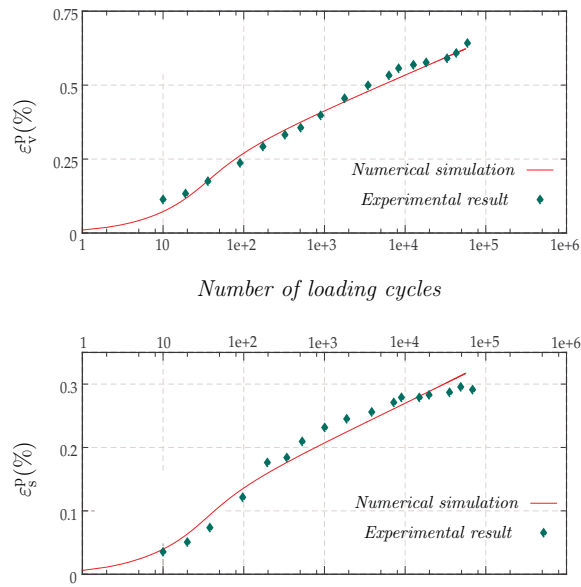 0.75
0.5
0.25
0
εᵖᵥ(%)
Numerical simulation
Experimental result
1 10 1e+2 1e+3 1e+4 1e+5 1e+6
Number of loading cycles
1 10 1e+2 1e+3 1e+4 1e+5 1e+6
0.3
0.2
0.1
0
εᵖₛ(%)
Numerical simulation
Experimental result